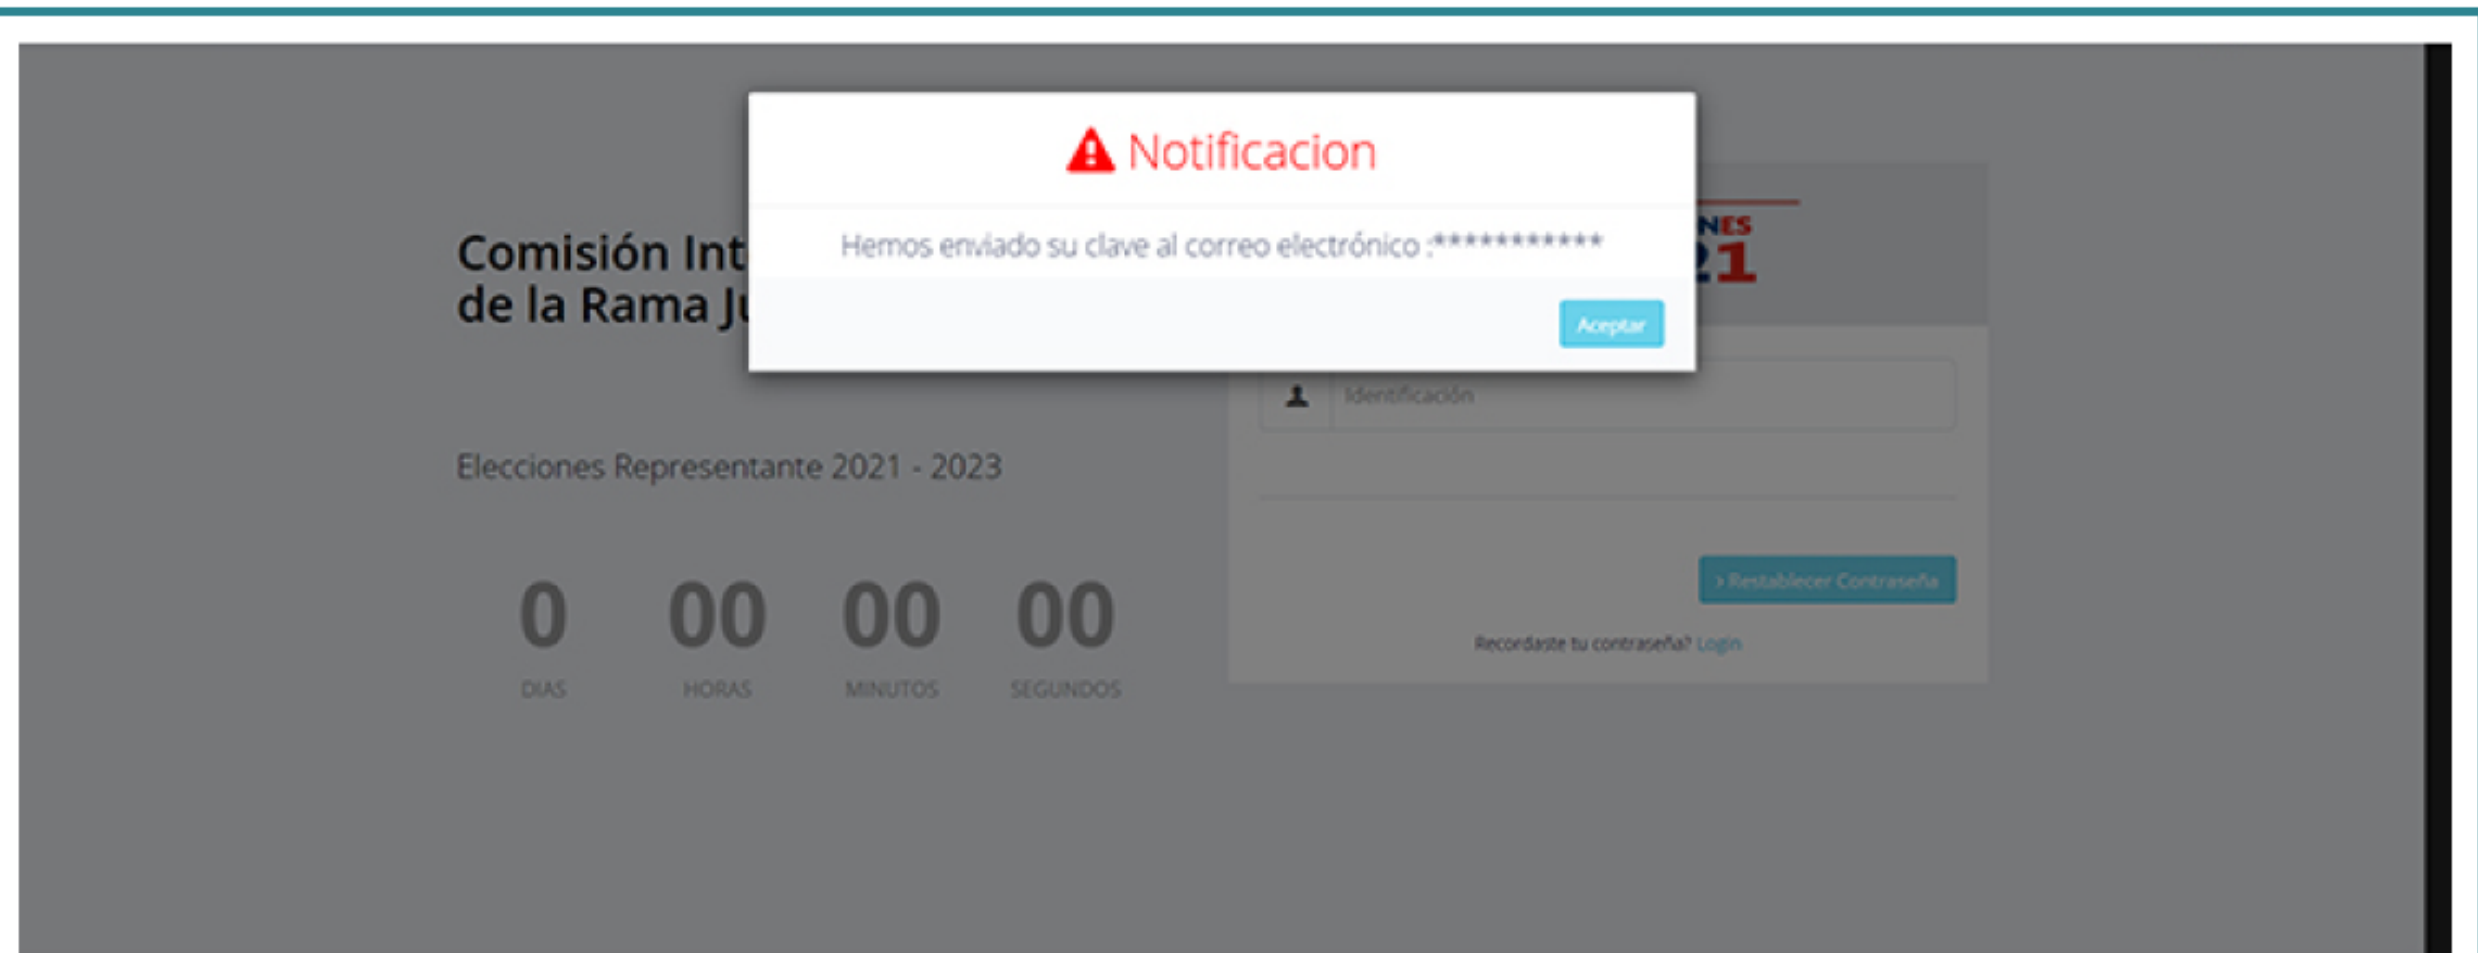 Notificacion
Hemos enviado su clave al correo electrónico :***********
Aceptar
Comisión Int
de la Rama Ju
NES
21
Identificación
Elecciones Representante 2021 - 2023
› Restablecer Contraseña
Recordaste tu contraseña? Login
0 00 00 00
DIAS HORAS MINUTOS SEGUNDOS